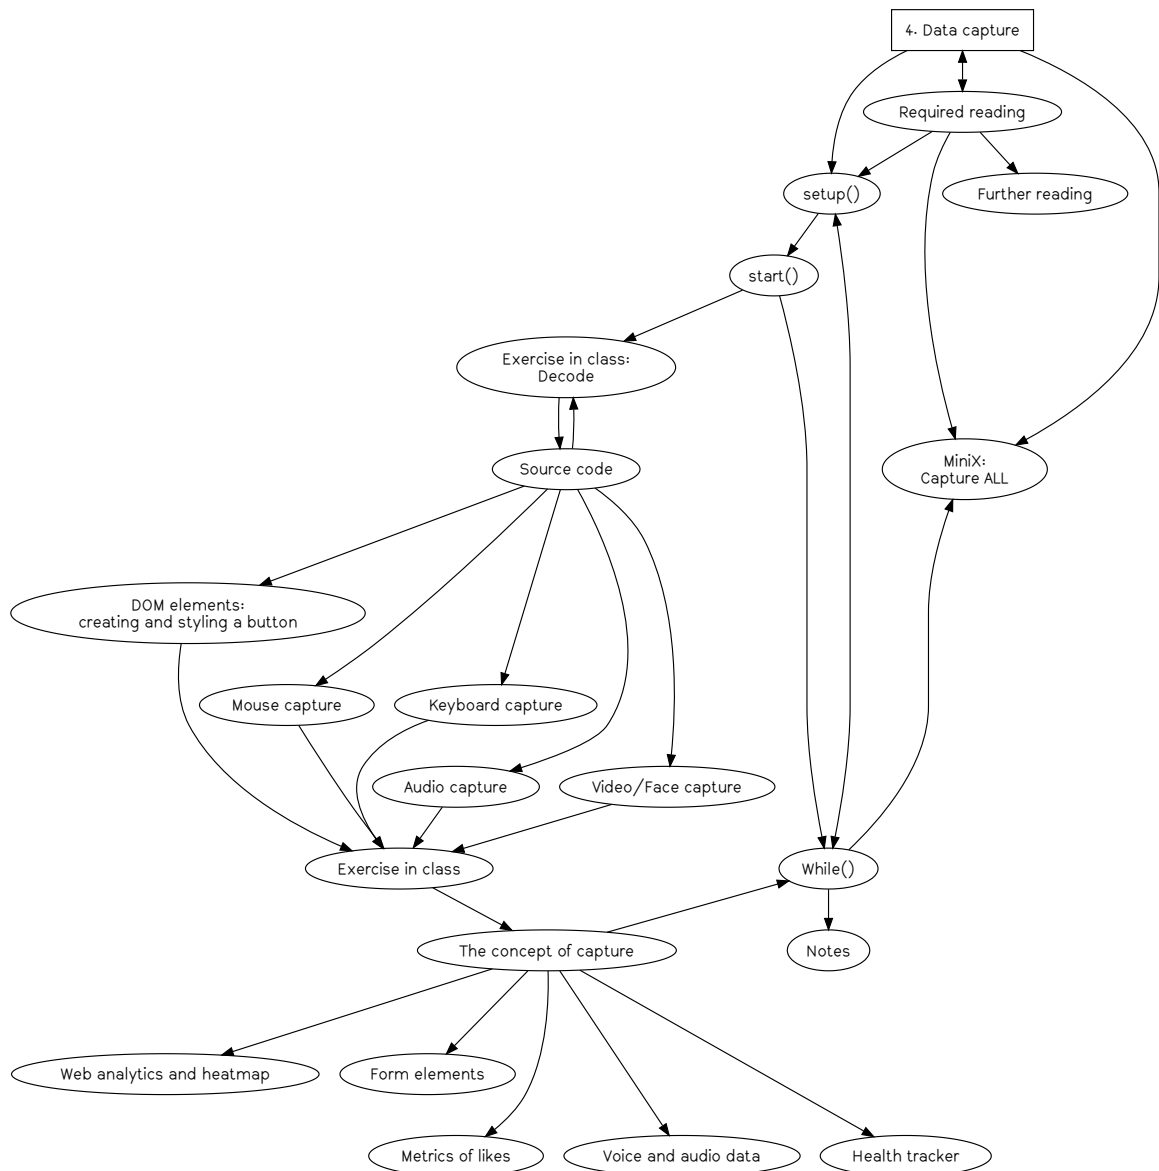 4. Data capture
Required reading
setup()
Further reading
start()
Exercise in class:
Decode
Source code
MiniX:
Capture ALL
DOM elements:
creating and styling a button
Mouse capture
Keyboard capture
Audio capture
Video/Face capture
Exercise in class
While()
The concept of capture
Notes
Web analytics and heatmap
Form elements
Metrics of likes
Voice and audio data
Health tracker